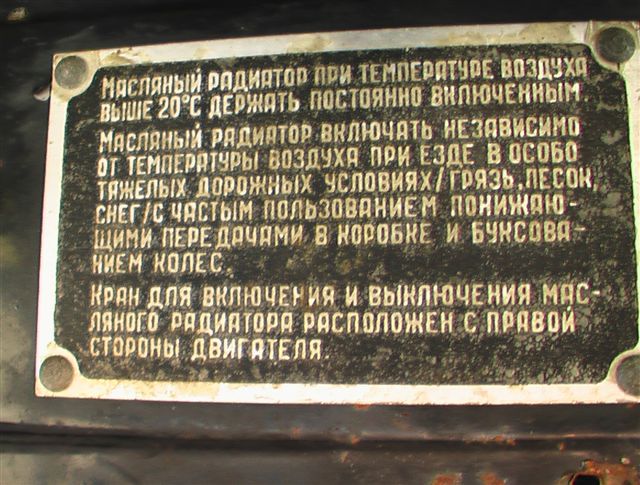 Масляный радиатор при температуре воздуха
выше 20°С держать постоянно включенным.
Масляный радиатор включать независимо
от температуры воздуха при езде в особо
тяжелых дорожных условиях/грязь.песок,
снег/с частым пользованием понижаю-
щими передачами в коробке и буксова-
нием колес.
Кран для включения и выключения мас-
ляного радиатора расположен с правой
стороны двигателя.